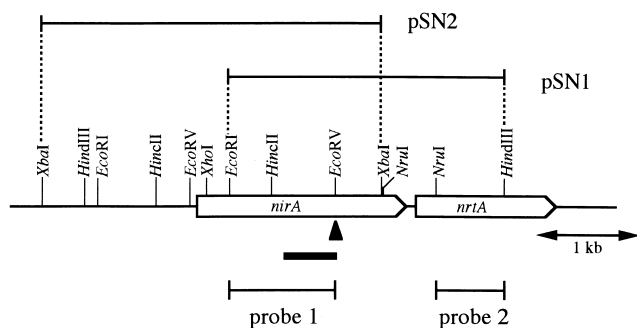 pSN2
pSN1
XbaI HindIII EcoRI HincII EcoRV XhoI EcoRI HincII EcoRV XbaI NruI NruI HindIII
nirA nrtA
1 kb
probe 1 probe 2